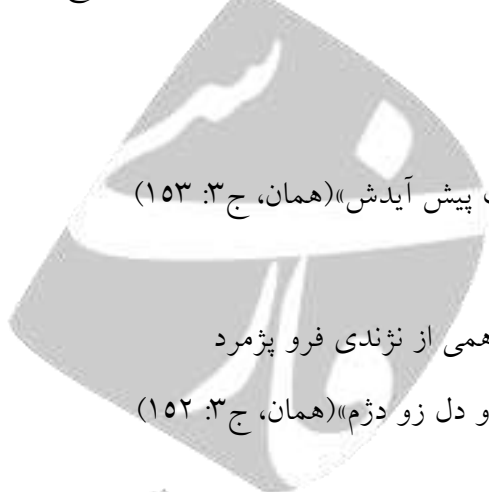 پیش آیدش»(همان، ج۳: ۱۵۳)
همی از نژندی فرو پژمرد
و دل زو دژم»(همان، ج۳: ۱۵۲)